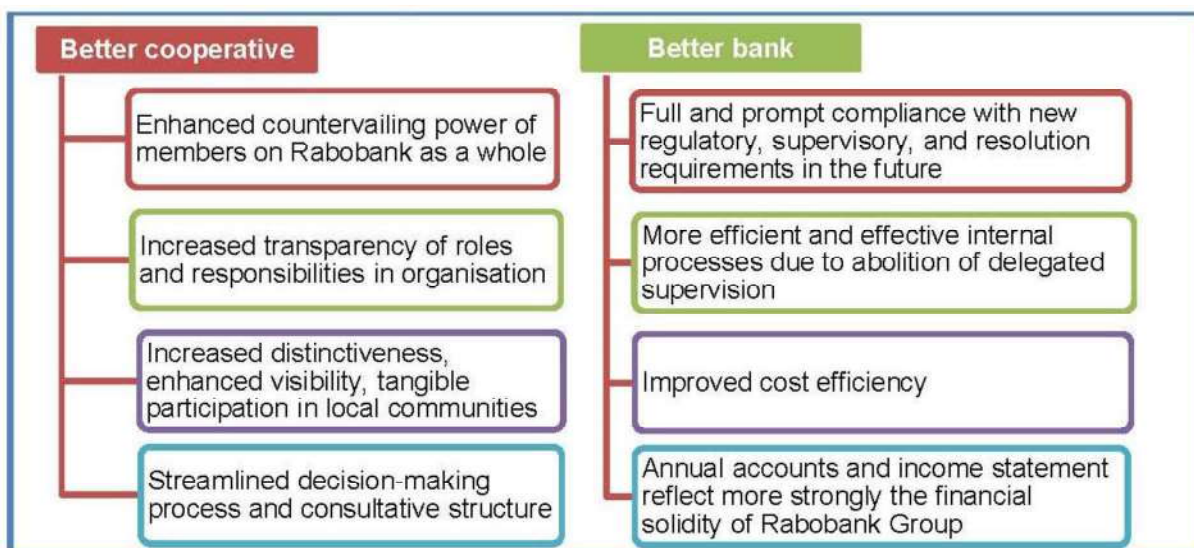 Better cooperative
Enhanced countervailing power of
members on Rabobank as a whole
Increased transparency of roles
and responsibilities in organisation
Increased distinctiveness,
enhanced visibility, tangible
participation in local communities
Streamlined decision-making
process and consultative structure
Better bank
Full and prompt compliance with new
regulatory, supervisory, and resolution
requirements in the future
More efficient and effective internal
processes due to abolition of delegated
supervision
Improved cost efficiency
Annual accounts and income statement
reflect more strongly the financial
solidity of Rabobank Group